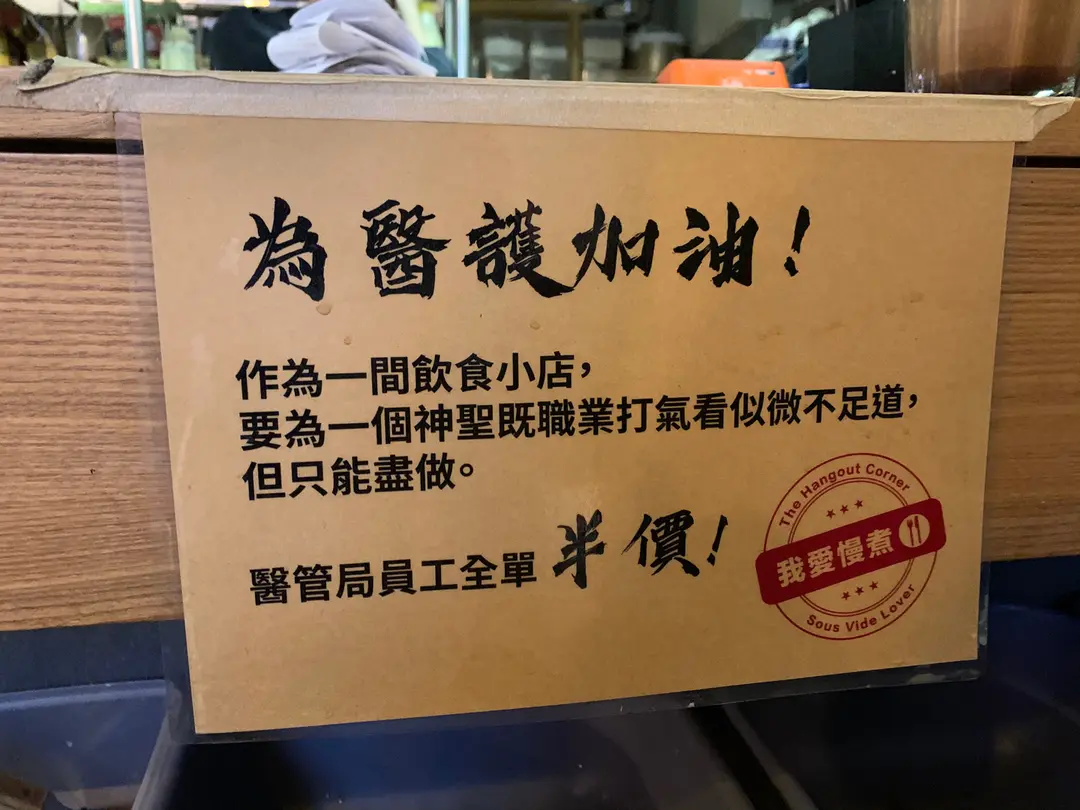 為醫護加油!
作為一間飲食小店,
要為一個神聖既職業打氣看似微不足道,
但只能盡做。
醫管局員工全單 半價!
The Hangout Corner
我愛慢煮
Sous Vide Lover